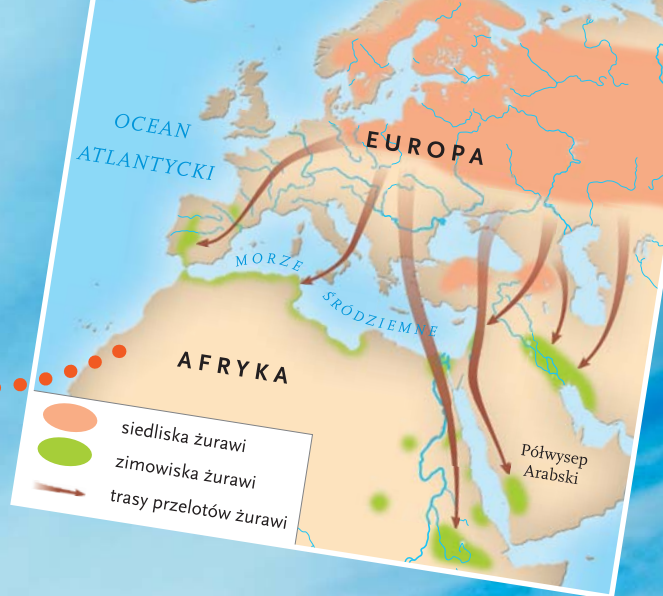 OCEAN
ATLANTYCKI
EUROPA
MORZE
ŚRÓDZIEMNE
AFRYKA
Półwysep
Arabski
siedliska żurawi
zimowiska żurawi
trasy przelotów żurawi